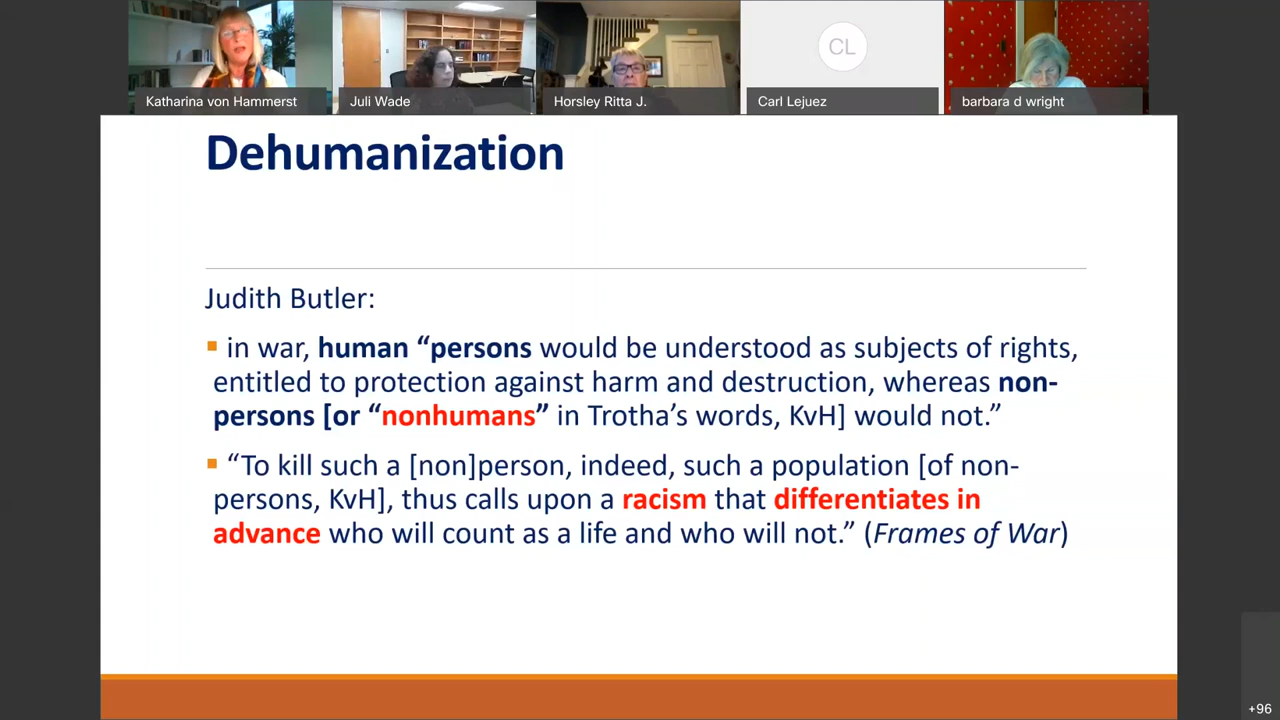 Katharina von Hammerst
Juli Wade
Horsley Ritta J.
CL
Carl Lejuez
barbara d wright
Dehumanization
Judith Butler:
in war, human “persons would be understood as subjects of rights,
entitled to protection against harm and destruction, whereas non-
persons [or “nonhumans” in Trotha’s words, KvH] would not.”
“To kill such a [non]person, indeed, such a population [of non-
persons, KvH], thus calls upon a racism that differentiates in
advance who will count as a life and who will not.” (Frames of War)
+96